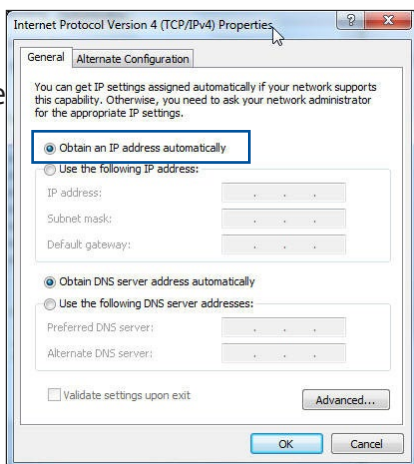 Internet Protocol Version 4 (TCP/IPv4) Properties
General
Alternate Configuration
e
You can get IP settings assigned automatically if your network supports
this capability. Otherwise, you need to ask your network administrator
for the appropriate IP settings.
Obtain an IP address automatically
Use the following IP address:
IP address:
Subnet mask:
Default gateway:
Obtain DNS server address automatically
Use the following DNS server addresses:
Preferred DNS server:
Alternate DNS server:
Validate settings upon exit
Advanced...
OK
Cancel